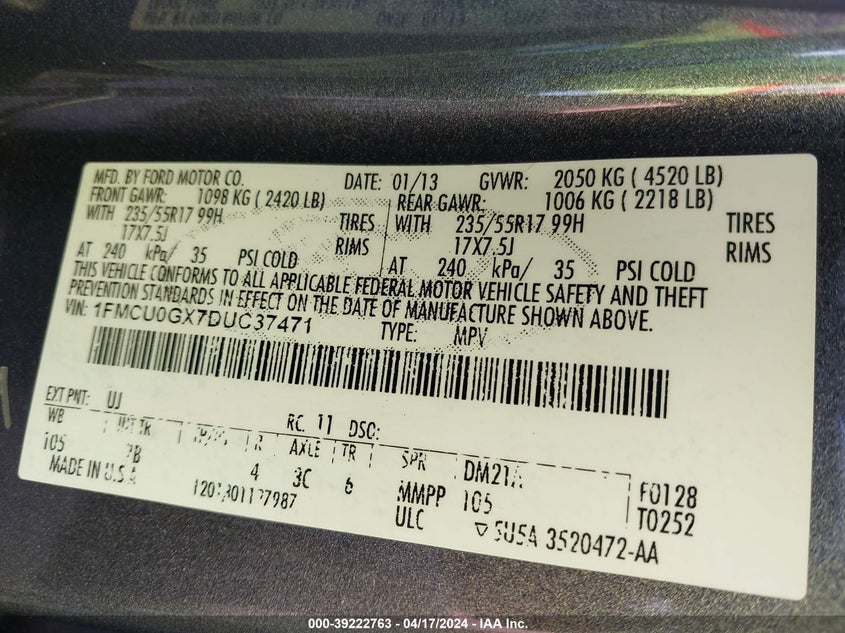 MFD. BY FORD MOTOR CO. DATE: 01/13 GVWR: 2050 KG ( 4520 LB)
FRONT GAWR: 1098 KG ( 2420 LB) REAR GAWR: 1006 KG ( 2218 LB)
WITH 235/55R17 99H TIRES WITH 235/55R17 99H TIRES
17X7.5J RIMS 17X7.5J RIMS
AT 240 kPa/ 35 PSI COLD AT 240 kPa/ 35 PSI COLD
THIS VEHICLE CONFORMS TO ALL APPLICABLE FEDERAL MOTOR VEHICLE SAFETY AND THEFT
PREVENTION STANDARDS IN EFFECT ON THE DATE OF MANUFACTURE SHOWN ABOVE.
VIN: 1FMCU0GX7DUC37471 TYPE: MPV
EXT PNT: UJ RC: 11 DSO:
WB INT TR R AXLE TR SPR DM21 F0128
105 4 3C 6 MMPP 105 T0252
MADE IN U.S.A ULC ▽ 5U5A 3520472-AA
000-39222763 - 04/17/2024 - IAA Inc.